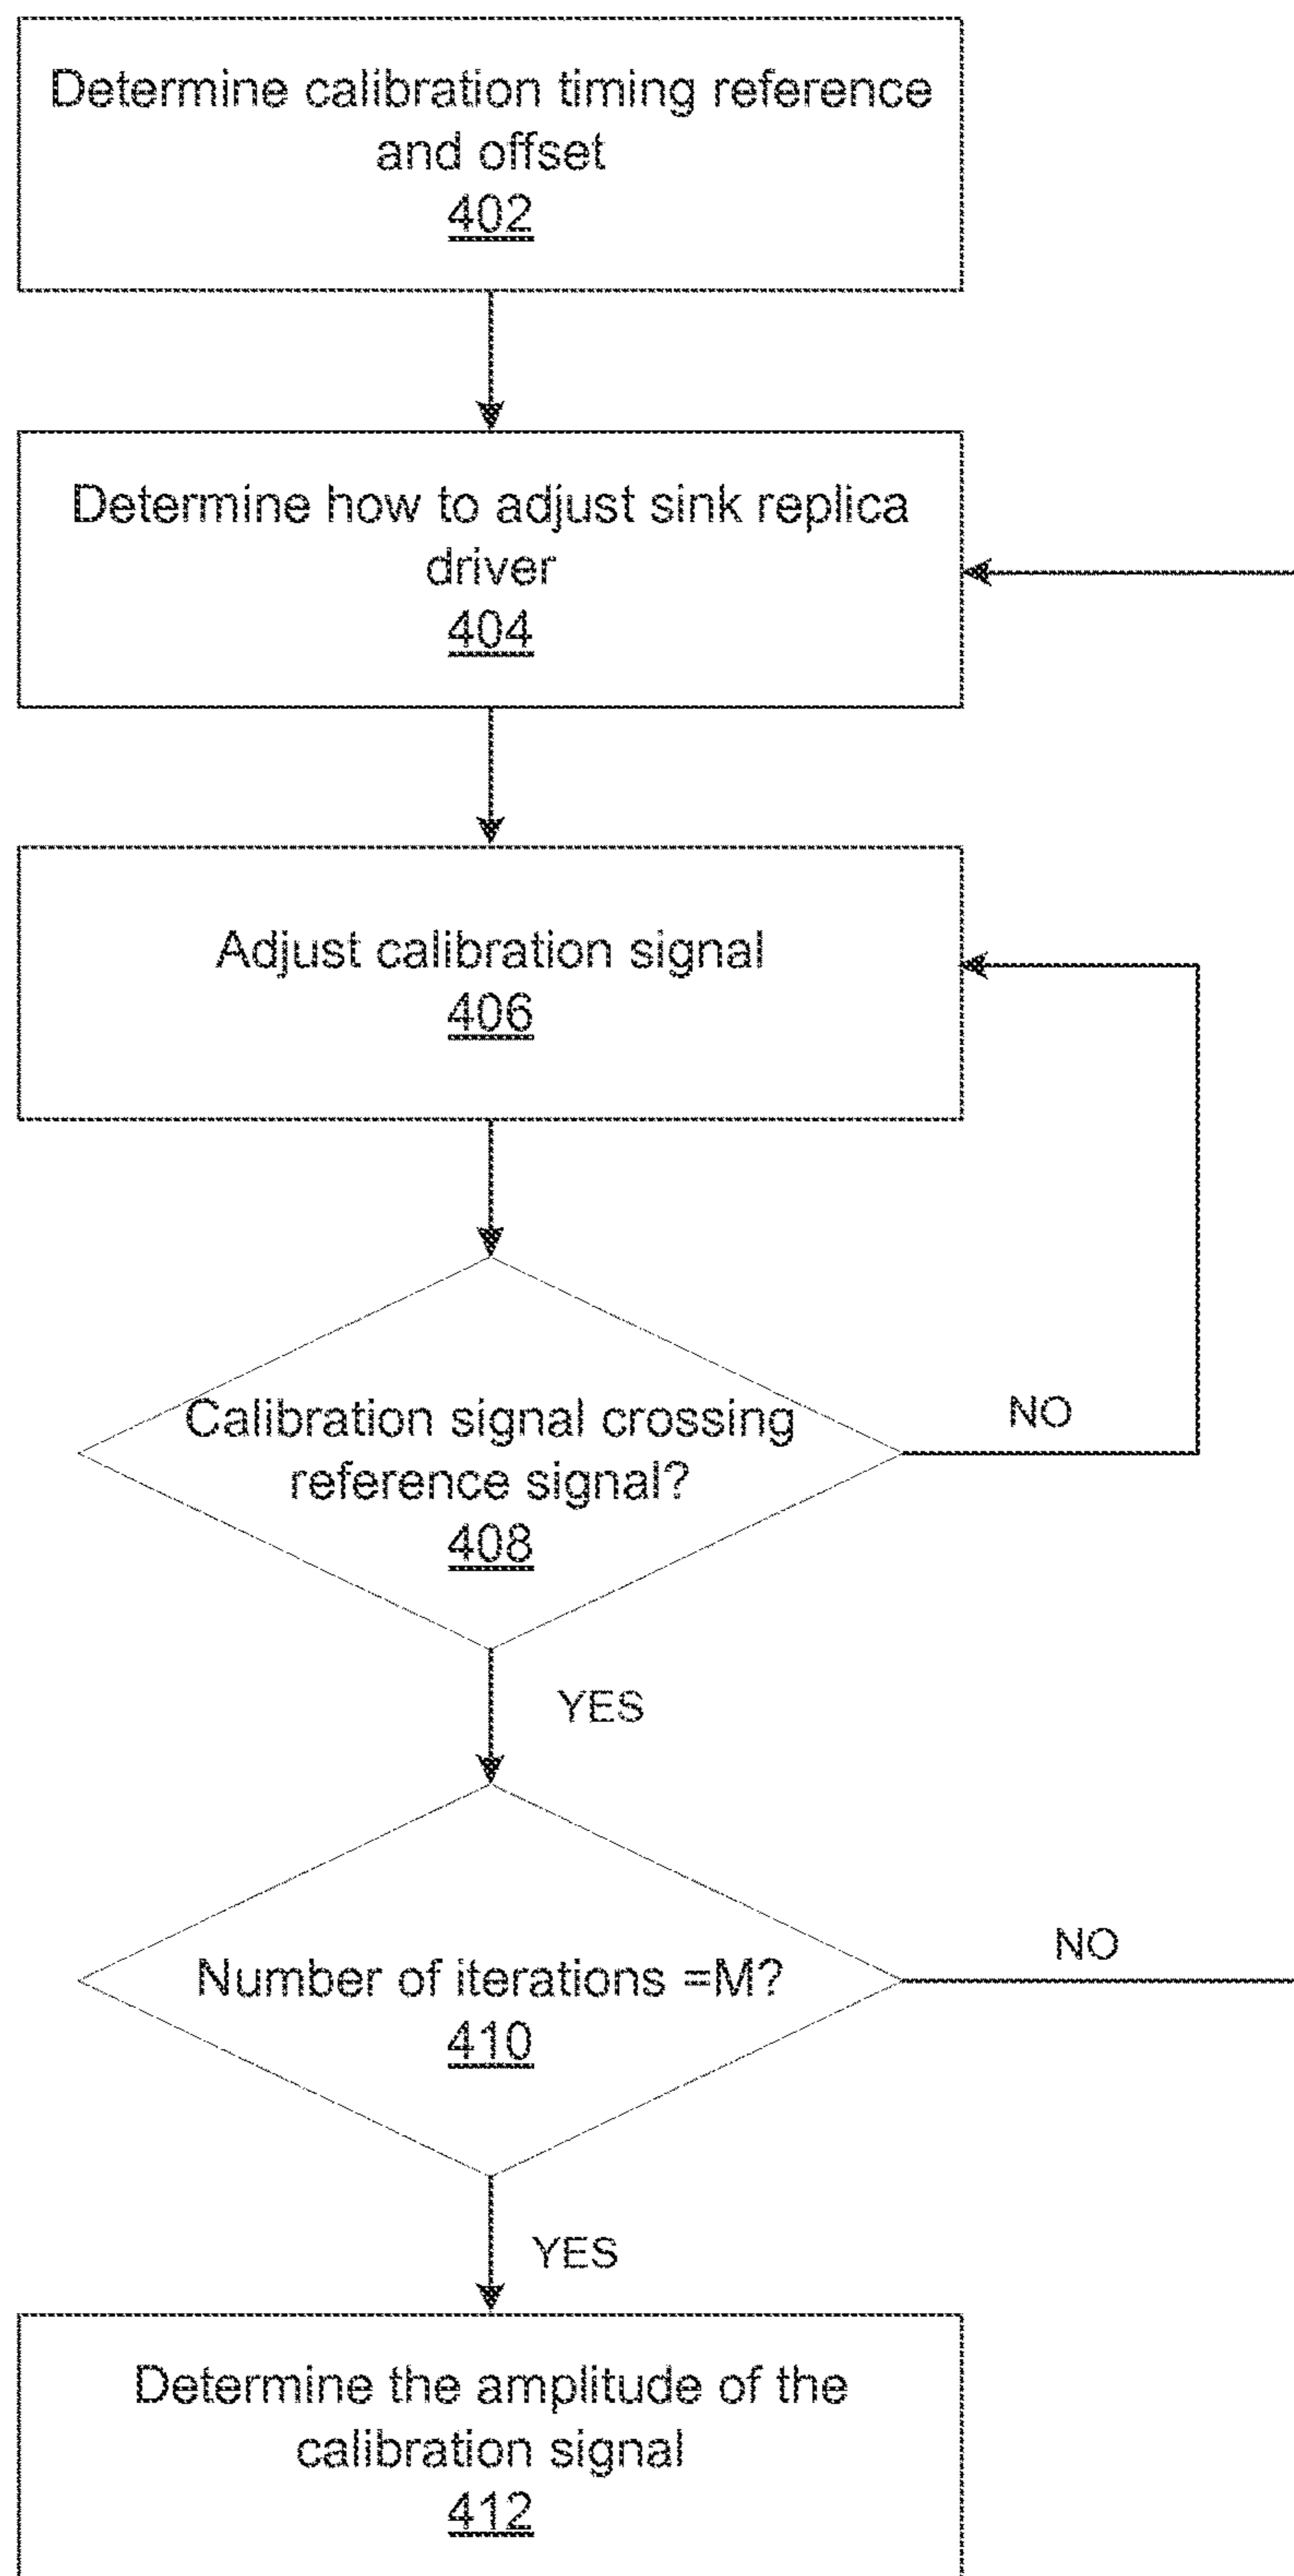 Determine calibration timing reference
and offset
402
Determine how to adjust sink replica
driver
404
Adjust calibration signal
406
Calibration signal crossing
reference signal?
408
NO
YES
Number of iterations =M?
410
NO
YES
Determine the amplitude of the
calibration signal
412